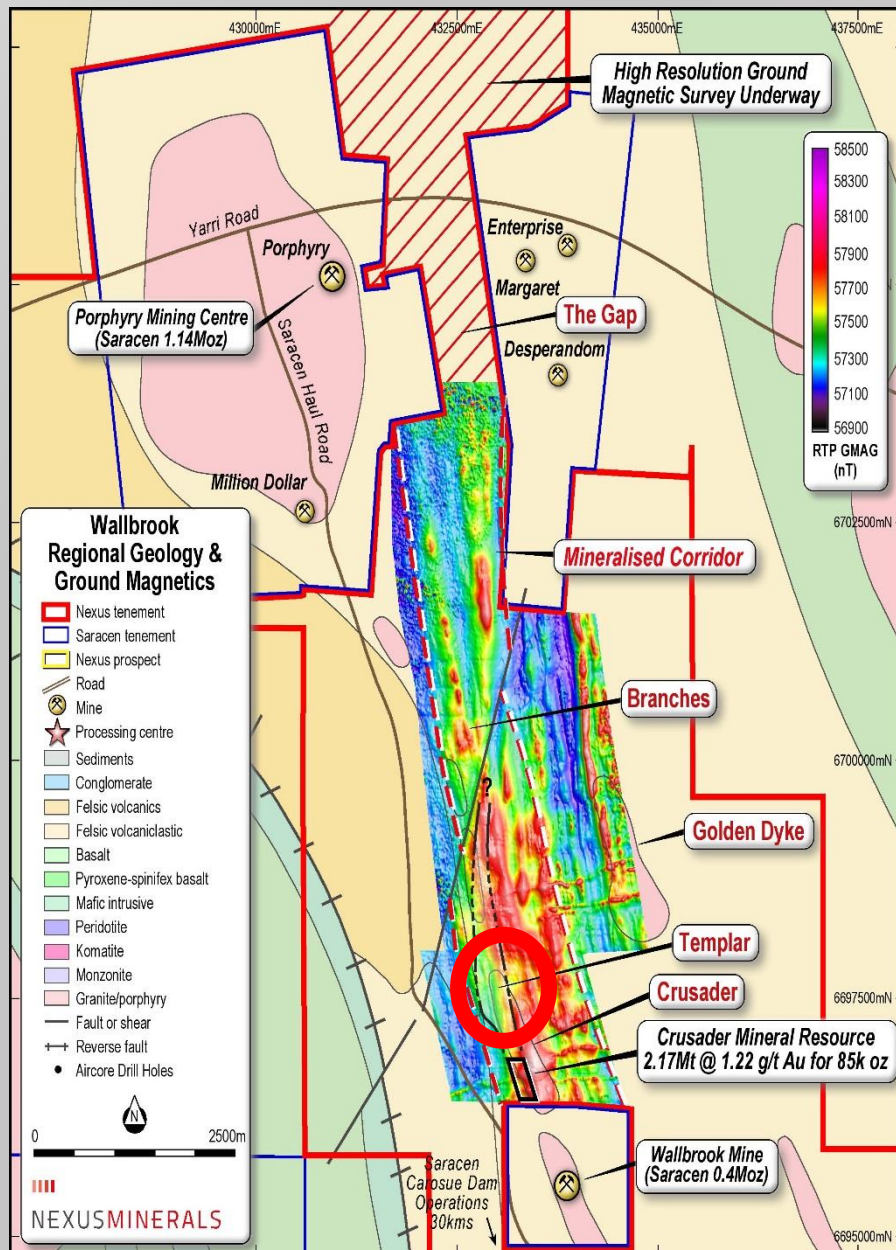 430000mE
432500mE
435000mE
437500mE
High Resolution Ground
Magnetic Survey Underway
58500
58300
58100
57900
57700
57500
57300
57100
56900
RTP GMAG
(nT)
Yarri Road
Porphyry
Enterprise
Margaret
Porphyry Mining Centre
(Saracen 1.14Moz)
The Gap
Desperandom
Saracen Haul Road
Million Dollar
6702500mN
Mineralised Corridor
Wallbrook
Regional Geology &
Ground Magnetics
Nexus tenement
Saracen tenement
Nexus prospect
Road
Mine
Processing centre
Sediments
Conglomerate
Felsic volcanics
Felsic volcaniclastic
Basalt
Pyroxene-spinifex basalt
Mafic intrusive
Peridotite
Komatite
Monzonite
Granite/porphyry
Fault or shear
Reverse fault
Aircore Drill Holes
N
0
2500m
NEXUSMINERALS
Branches
6700000mN
?
Golden Dyke
Templar
6697500mN
Crusader
Crusader Mineral Resource
2.17Mt @ 1.22 g/t Au for 85k oz
Wallbrook Mine
(Saracen 0.4Moz)
Saracen
Carosue Dam
Operations
30kms
6695000mN